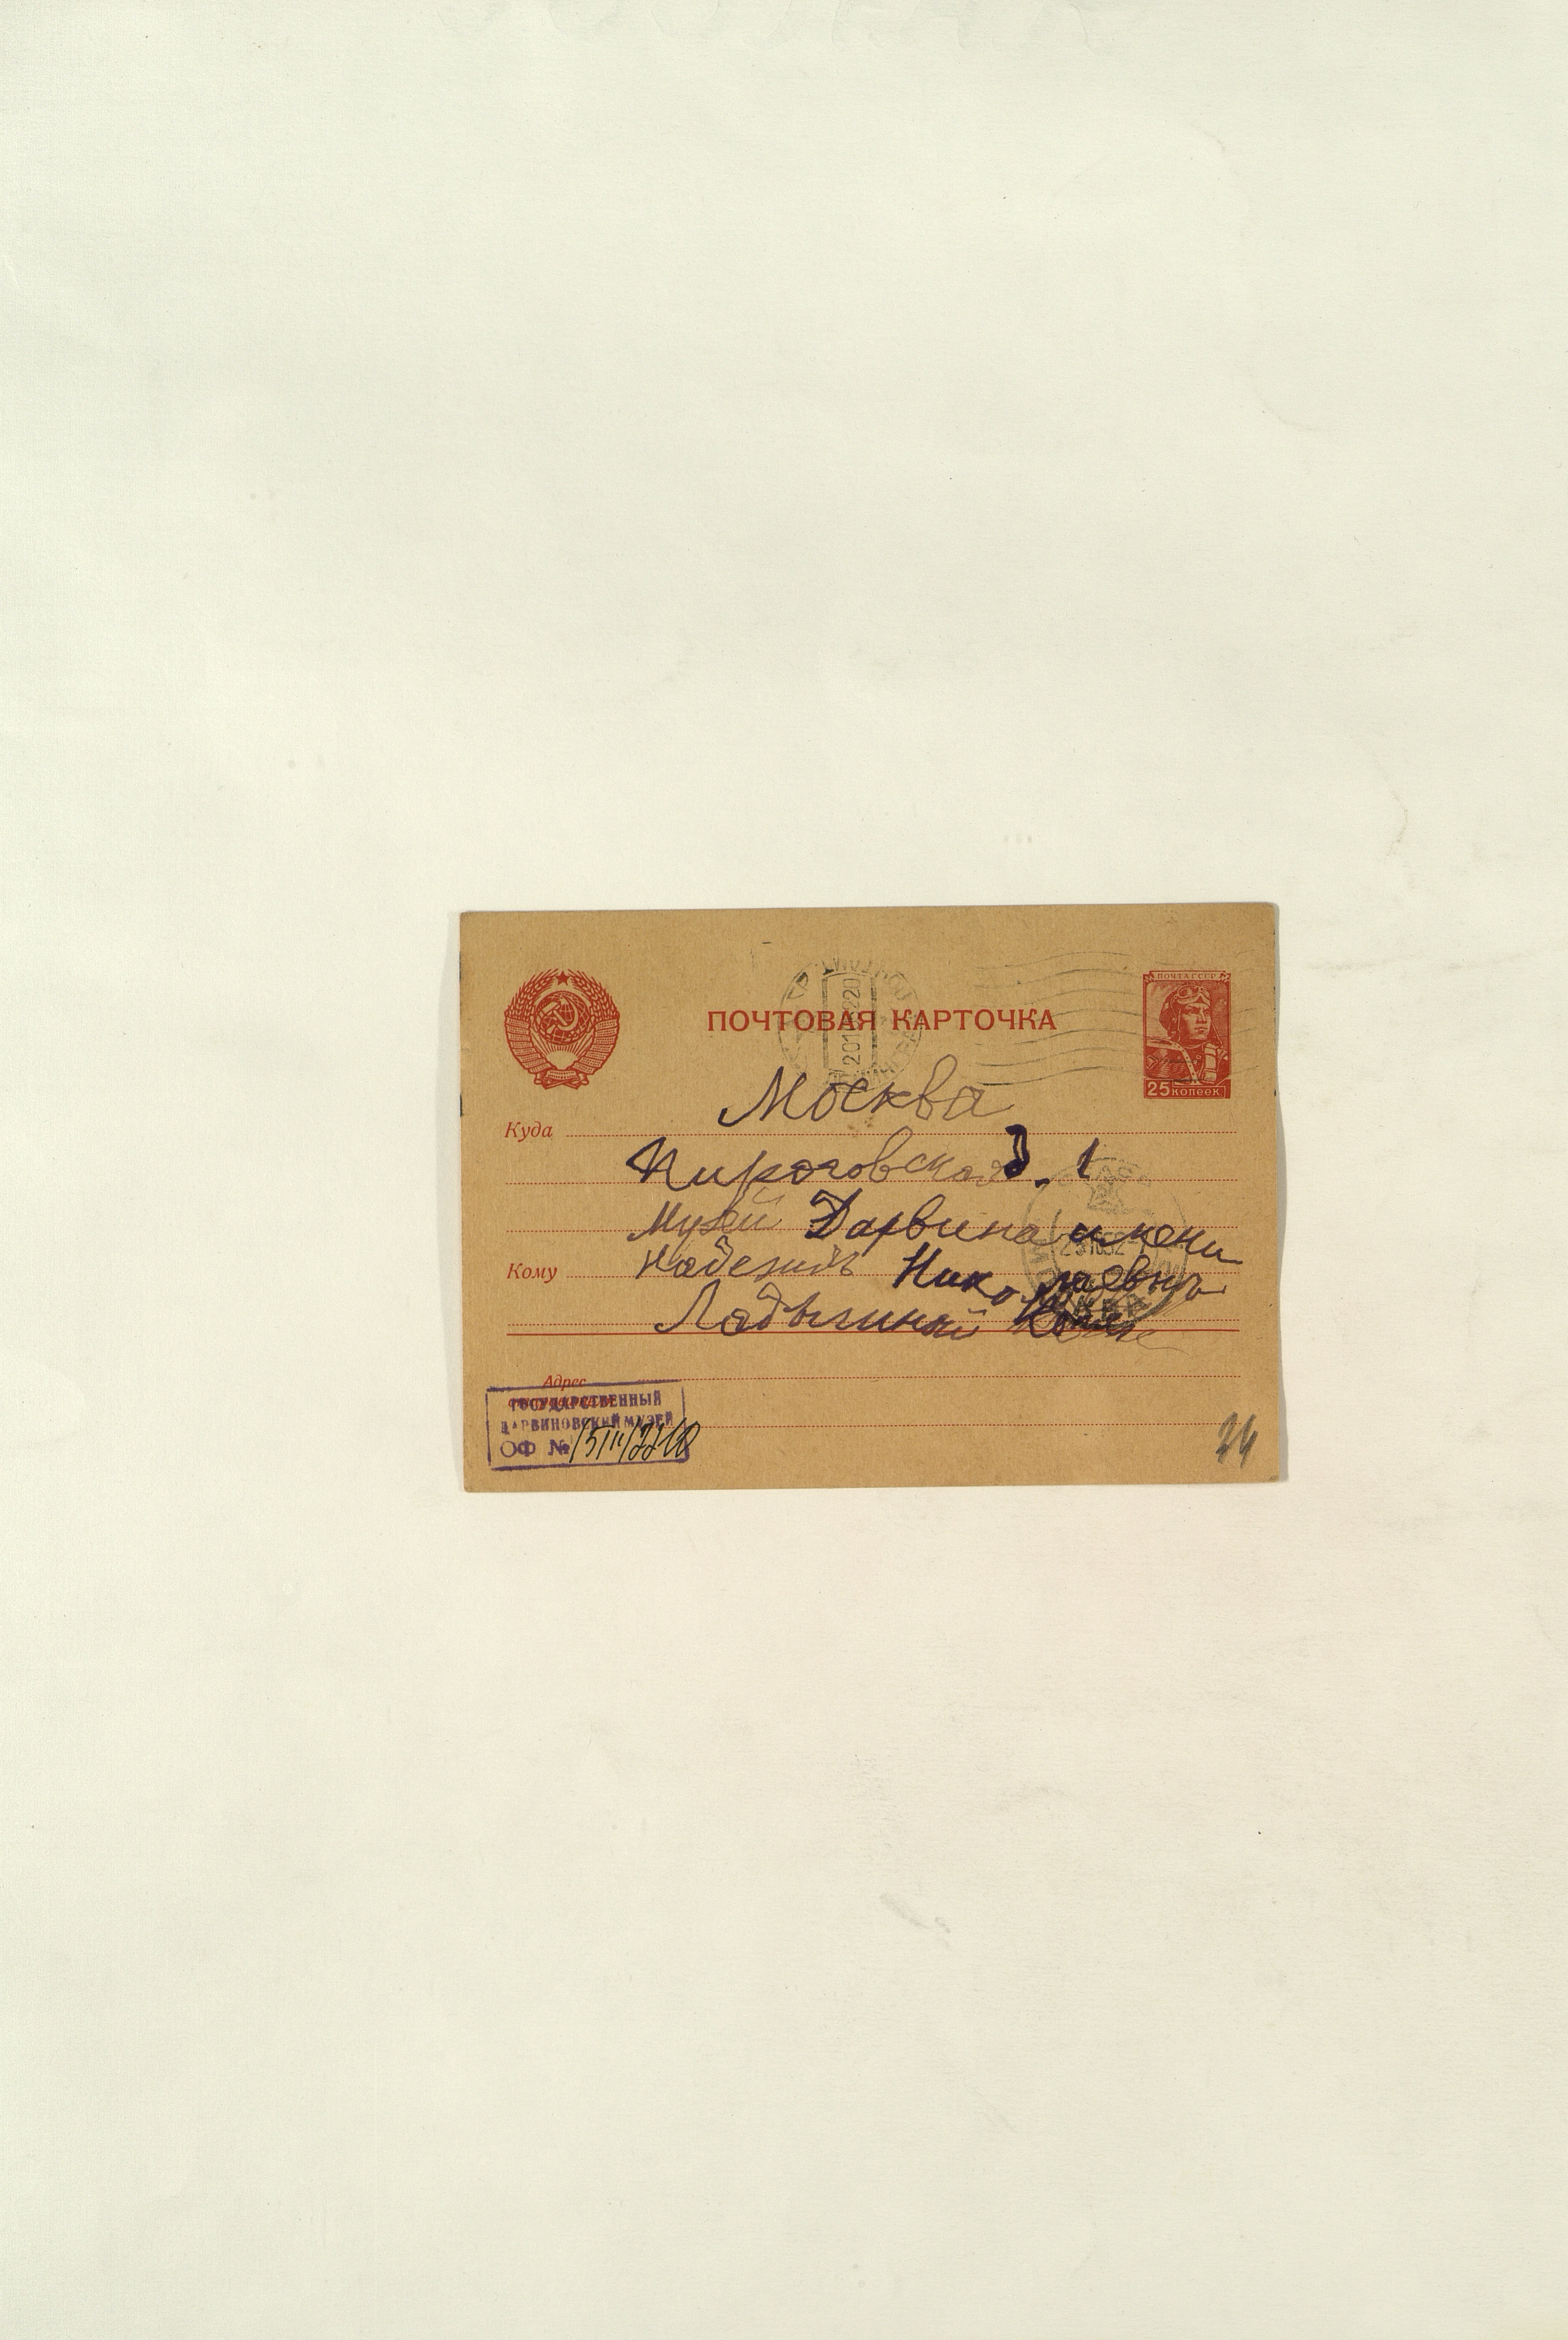 ПОЧТА СССР
ПОЧТОВАЯ КАРТОЧКА
25 КОПЕЕК
Москва
Куда
Пироговская д. 1
Музей Дарвина имени
Кому Надежде Николаевне
Ладыгиной
Адрес
ГОСУДАРСТВЕННЫЙ
ДАРВИНОВСКИЙ МУЗЕЙ
ОФ №
24